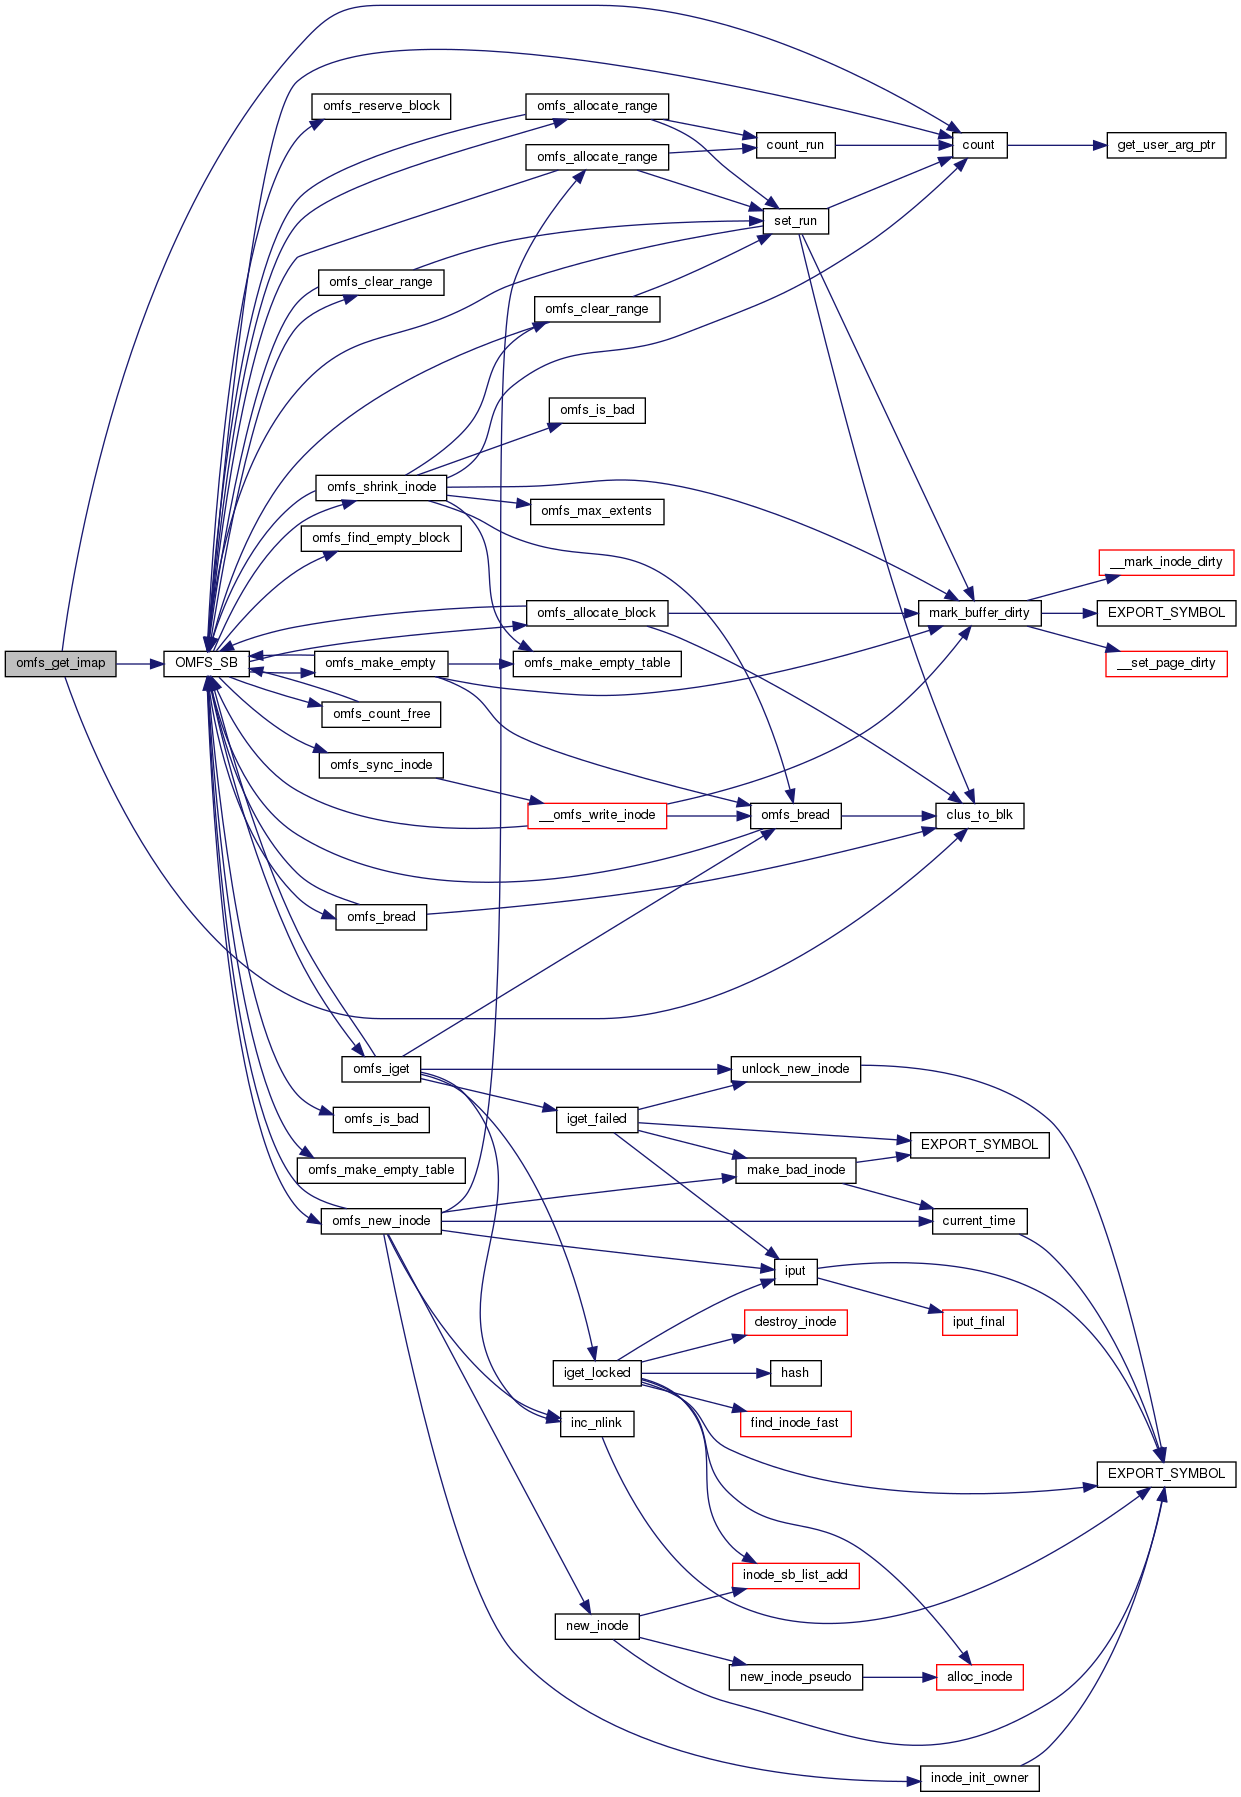 omfs_reserve_block
omfs_allocate_range
count_run
count
get_user_arg_ptr
omfs_allocate_range
set_run
omfs_clear_range
omfs_clear_range
omfs_is_bad
omfs_shrink_inode
omfs_max_extents
omfs_find_empty_block
__mark_inode_dirty
omfs_allocate_block
mark_buffer_dirty
EXPORT_SYMBOL
omfs_get_imap
OMFS_SB
omfs_make_empty
omfs_make_empty_table
__set_page_dirty
omfs_count_free
omfs_sync_inode
__omfs_write_inode
omfs_bread
clus_to_blk
omfs_bread
omfs_iget
unlock_new_inode
omfs_is_bad
iget_failed
EXPORT_SYMBOL
omfs_make_empty_table
make_bad_inode
omfs_new_inode
current_time
iput
destroy_inode
iput_final
iget_locked
hash
inc_nlink
find_inode_fast
EXPORT_SYMBOL
inode_sb_list_add
new_inode
new_inode_pseudo
alloc_inode
inode_init_owner